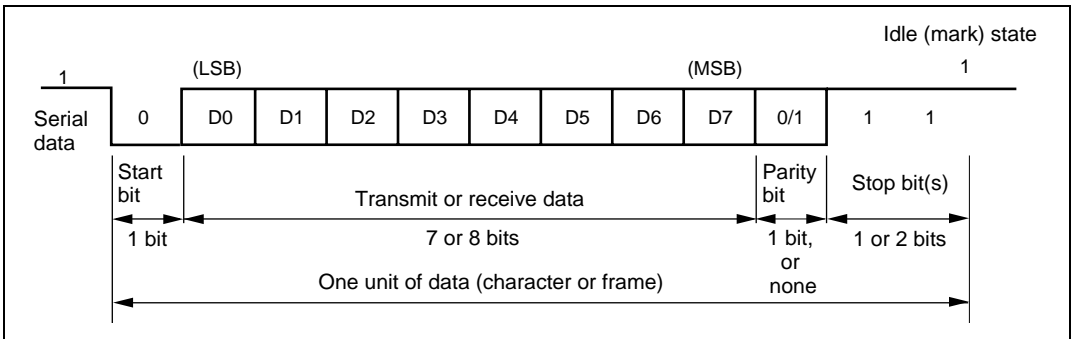 Idle (mark) state
1 (LSB) (MSB) 1
Serial data 0 D0 D1 D2 D3 D4 D5 D6 D7 0/1 1 1
Start bit
Transmit or receive data
Parity bit
Stop bit(s)
1 bit
7 or 8 bits
1 bit, or none
1 or 2 bits
One unit of data (character or frame)